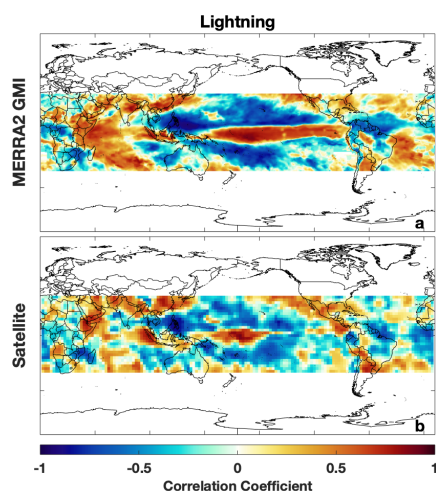 Lightning
MERRA2 GMI
a
Satellite
b
-1 -0.5 0 0.5 1
Correlation Coefficient